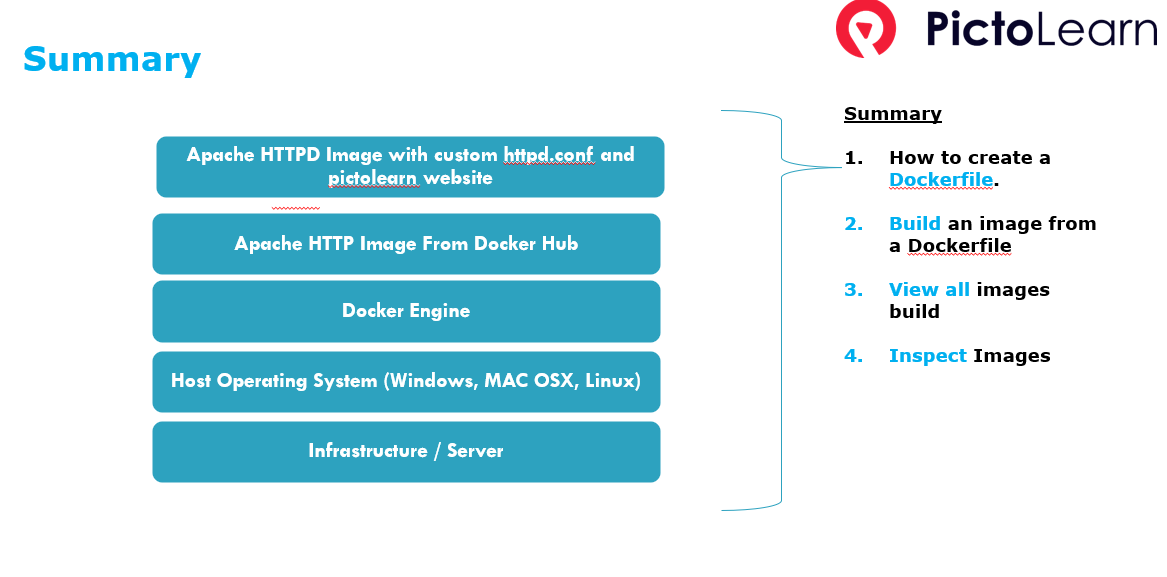 PictoLearn
Summary
Apache HTTPD Image with custom httpd.conf and
pictolearn website
Apache HTTP Image From Docker Hub
Docker Engine
Host Operating System (Windows, MAC OSX, Linux)
Infrastructure / Server
Summary
1. How to create a
Dockerfile.
2. Build an image from
a Dockerfile
3. View all images
build
4. Inspect Images